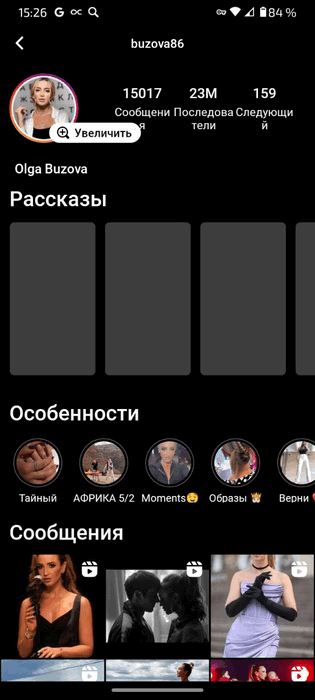 15:26 G 84 %
buzova86
15017 23M 159
Сообщени Последова Следующи
я тели й
Увеличить
Olga Buzova
Рассказы
Особенности
Тайный АФРИКА 5/2 Moments😉 Образы 👸 Верни
Сообщения